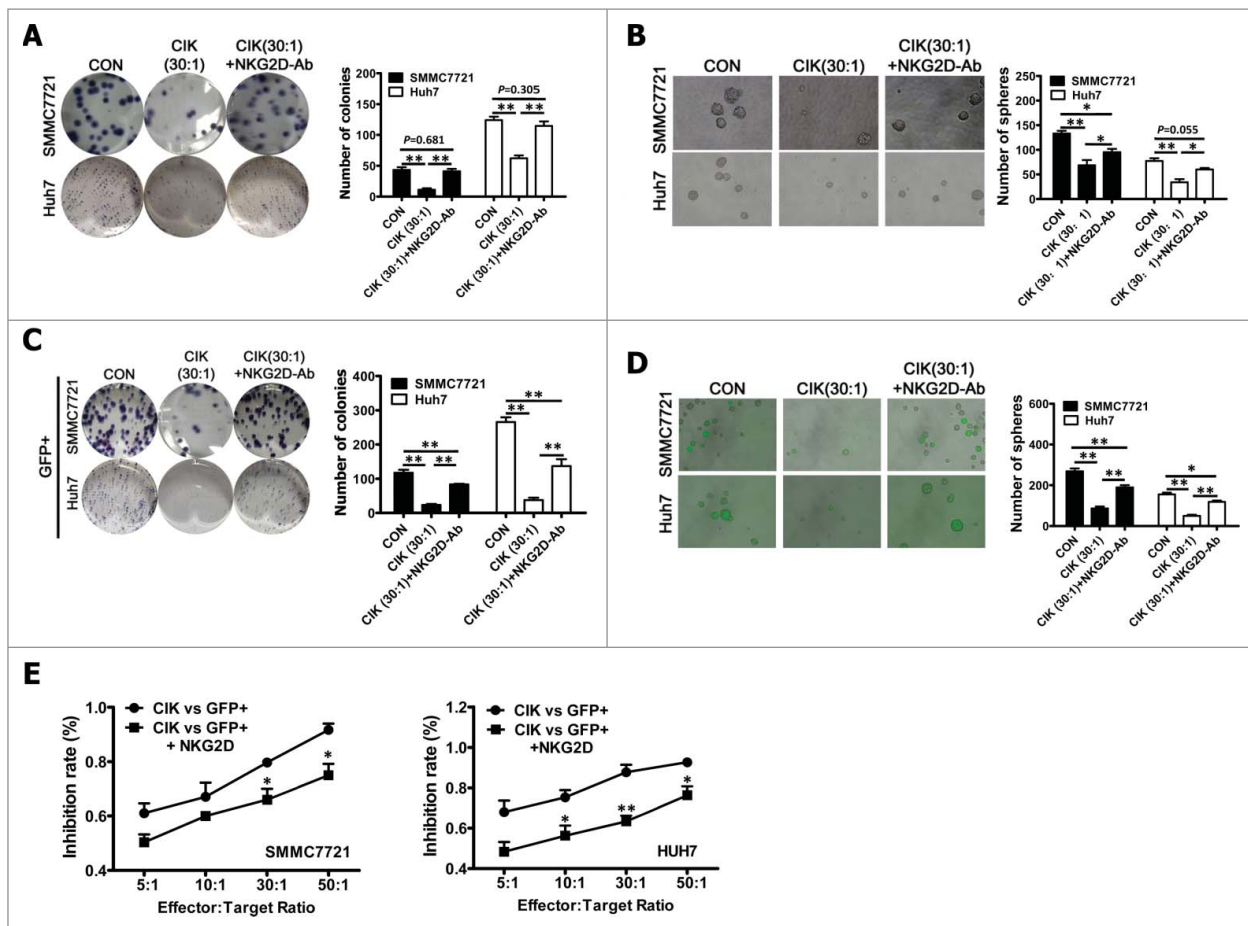 A
CON
CIK
(30:1)
CIK(30:1)
+NKG2D-Ab
SMMC7721
Huh7
Number of colonies
200
150
100
50
0
SMMC7721
Huh7
P=0.681
** **
P=0.305
** **
CON
CIK (30:1)
CIK (30:1)+NKG2D-Ab
CON
CIK (30:1)
CIK (30:1)+NKG2D-Ab
B
CON
CIK(30:1)
CIK(30:1)
+NKG2D-Ab
SMMC7721
Huh7
Number of spheres
250
200
150
100
50
0
SMMC7721
Huh7
*
**
*
P=0.055
** *
CON
CIK (30: 1)
CIK (30: 1)+NKG2D-Ab
CON
CIK (30: 1)
CIK (30: 1)+NKG2D-Ab
C
CON
CIK
(30:1)
CIK(30:1)
+NKG2D-Ab
GFP+
SMMC7721
Huh7
Number of colonies
400
300
200
100
0
SMMC7721
Huh7
**
** **
**
**
**
CON
CIK (30:1)
CIK (30:1)+NKG2D-Ab
CON
CIK (30:1)
CIK (30:1)+NKG2D-Ab
D
CON
CIK(30:1)
CIK(30:1)
+NKG2D-Ab
SMMC7721
Huh7
Number of spheres
600
400
200
0
SMMC7721
Huh7
**
**
**
*
**
**
CON
CIK (30:1)
CIK (30:1)+NKG2D-Ab
CON
CIK (30:1)
CIK (30:1)+NKG2D-Ab
E
Inhibition rate (%)
1.0
0.8
0.6
0.4
CIK vs GFP+
CIK vs GFP+
+ NKG2D
*
*
SMMC7721
5:1 10:1 30:1 50:1
Effector:Target Ratio
Inhibition rate (%)
1.2
1.0
0.8
0.6
0.4
CIK vs GFP+
CIK vs GFP+
+NKG2D
*
**
*
HUH7
5:1 10:1 30:1 50:1
Effector:Target Ratio